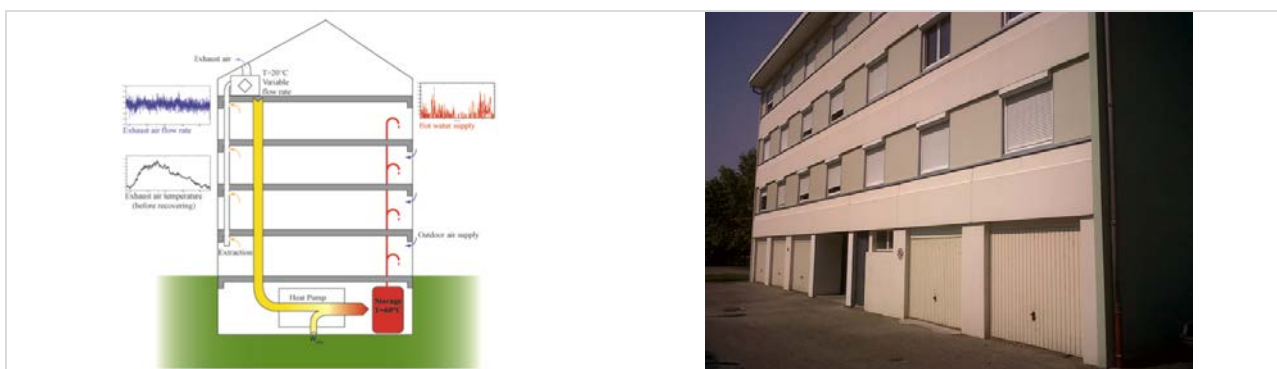 Exhaust air
T~20°C
Variable
flow rate
Exhaust air flow rate
Hot water supply
Exhaust air temperature
(before recovering)
Outdoor air supply
Extraction
Heat Pump
Storage
T=60°C